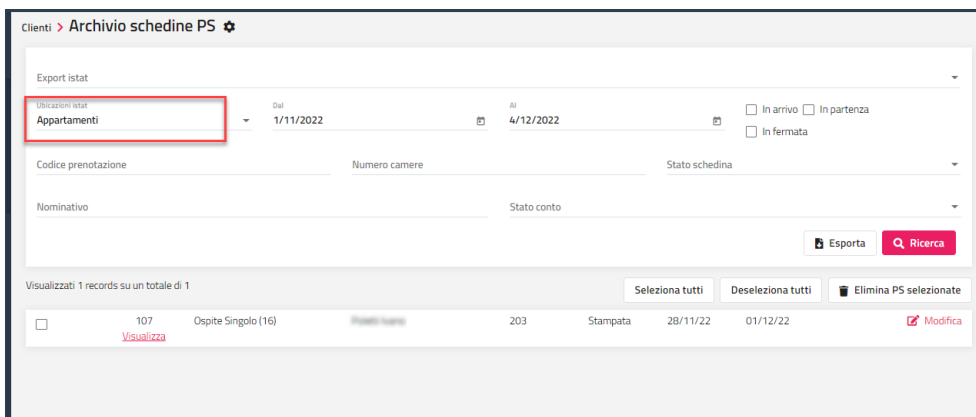 Clienti > Archivio schedine PS
Export istat
Ubicazioni istat Dal Al
Appartamenti 1/11/2022 4/12/2022
In arrivo In partenza
In fermata
Codice prenotazione Numero camere Stato schedina
Nominativo Stato conto
Esporta Ricerca
Visualizzati 1 records su un totale di 1
Seleziona tutti Deseleziona tutti Elimina PS selezionate
107 Ospite Singolo (16) 203 Stampata 28/11/22 01/12/22 Modifica
Visualizza